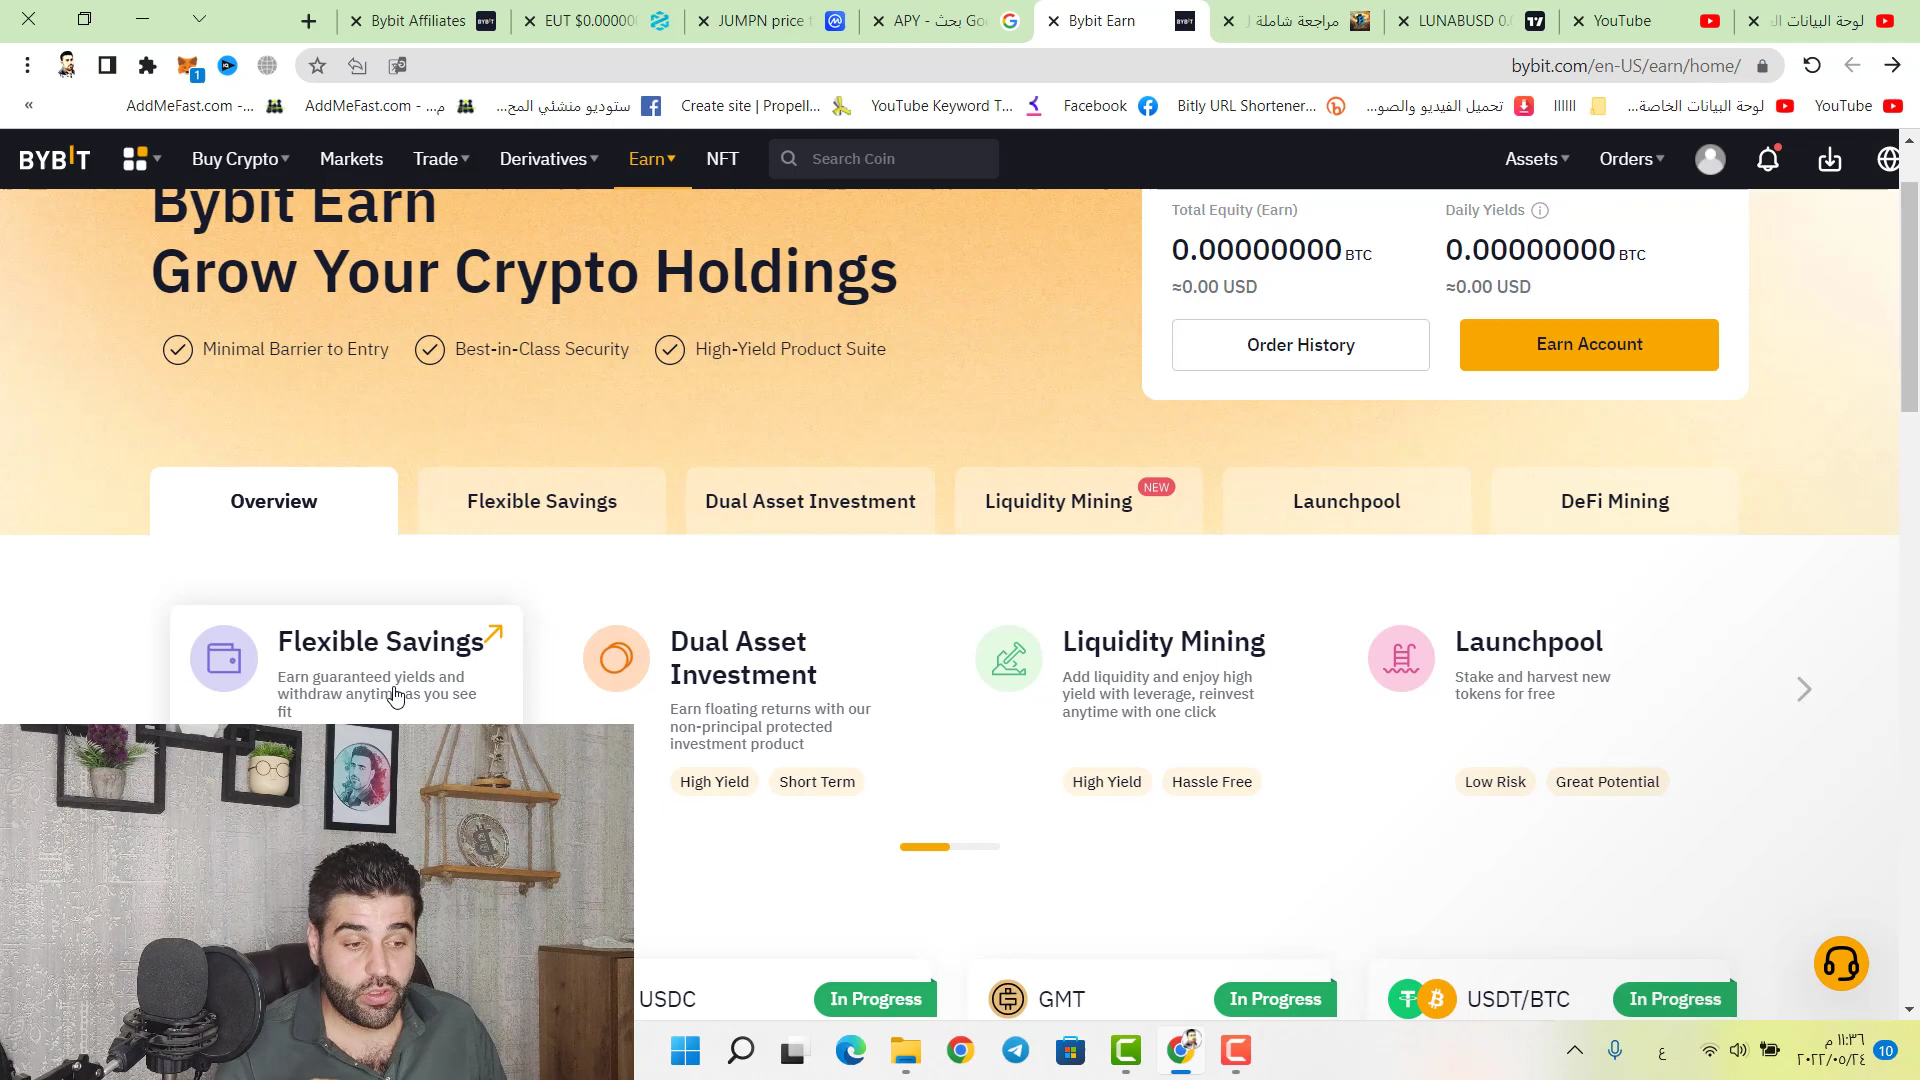 Bybit Affiliates
EUT $0.00000
JUMPN price t
APY - بحث Go
Bybit Earn
مراجعة شاملة ل
LUNABUSD 0.
YouTube
لوحة البيانات ال
bybit.com/en-US/earn/home/
1
«
AddMeFast.com -...
AddMeFast.com - م...
ستوديو منشئي المح...
Create site | Propell...
YouTube Keyword T...
Facebook
Bitly URL Shortener...
تحميل الفيديو والصو...
llllll
لوحة البيانات الخاصة...
YouTube
BYBIT
Buy Crypto
Markets
Trade
Derivatives
Earn
NFT
Search Coin
Assets
Orders
Bybit Earn
Grow Your Crypto Holdings
Minimal Barrier to Entry
Best-in-Class Security
High-Yield Product Suite
Total Equity (Earn)
Daily Yields
0.00000000 BTC
0.00000000 BTC
≈0.00 USD
≈0.00 USD
Order History
Earn Account
Overview
Flexible Savings
Dual Asset Investment
Liquidity Mining
NEW
Launchpool
DeFi Mining
Flexible Savings
Earn guaranteed yields and
withdraw anytime as you see
fit
Dual Asset
Investment
Earn floating returns with our
non-principal protected
investment product
High Yield
Short Term
Liquidity Mining
Add liquidity and enjoy high
yield with leverage, reinvest
anytime with one click
High Yield
Hassle Free
Launchpool
Stake and harvest new
tokens for free
Low Risk
Great Potential
USDC
In Progress
GMT
In Progress
USDT/BTC
In Progress
ع
١١:٣٦ م
٢٠٢٢/٠٥/٢٤
10